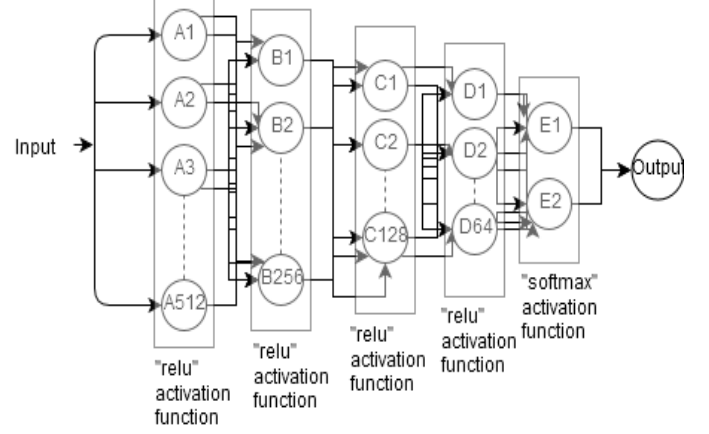 Input
A1
A2
A3
A512
"relu"
activation
function
B1
B2
B256
"relu"
activation
function
C1
C2
C128
"relu"
activation
function
D1
D2
D64
"relu"
activation
function
E1
E2
"softmax"
activation
function
Output